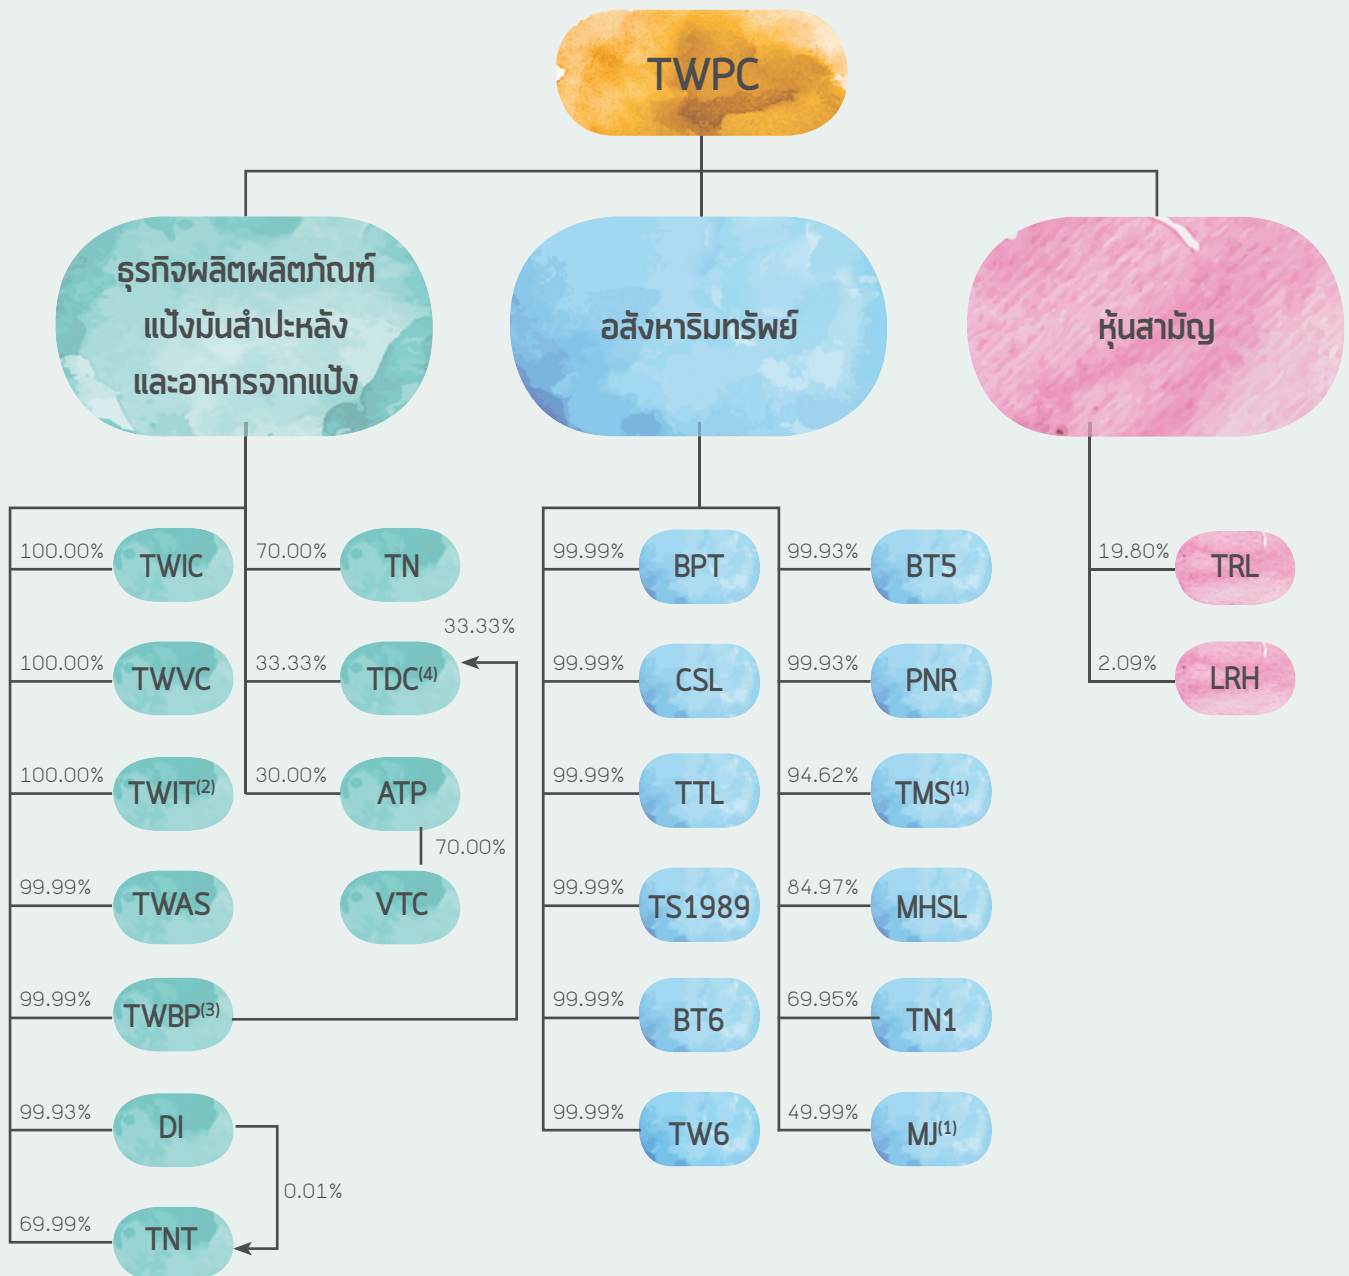 TWPC
ธุรกิจผลิตผลิตภัณฑ์
แป้งมันสำปะหลัง
และอาหารจากแป้ง
อสังหาริมทรัพย์
หุ้นสามัญ
100.00%
TWIC
70.00%
TN
99.99%
BPT
99.93%
BT5
19.80%
TRL
33.33%
100.00%
TWVC
33.33%
TDC(4)
99.99%
CSL
99.93%
PNR
2.09%
LRH
100.00%
TWIT(2)
30.00%
ATP
99.99%
TTL
94.62%
TMS(1)
70.00%
99.99%
TWAS
VTC
99.99%
TS1989
84.97%
MHSL
99.99%
TWBP(3)
99.99%
BT6
69.95%
TN1
99.93%
DI
99.99%
TW6
49.99%
MJ(1)
0.01%
69.99%
TNT